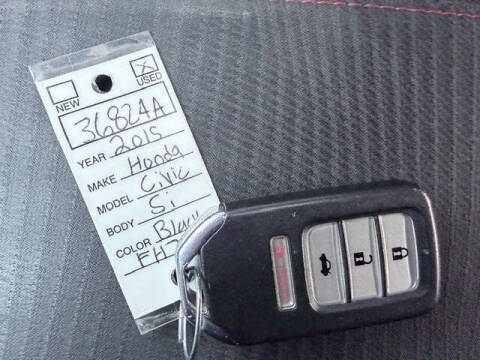 NEW
USED
36824A
YEAR 2015
MAKE Honda
MODEL Civic
BODY Si
COLOR Black